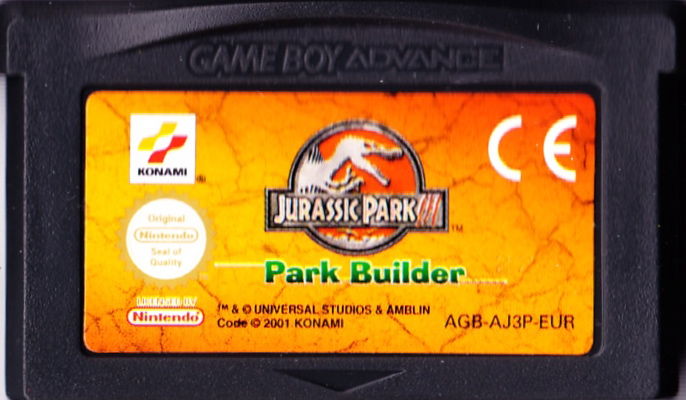 GAME BOY ADVANCE
KONAMI ®
CE
JURASSIC PARK III ™
Original
Nintendo
Seal of
Quality
Park Builder
LICENSED BY
Nintendo
™ & © UNIVERSAL STUDIOS & AMBLIN
Code © 2001 KONAMI
AGB-AJ3P-EUR